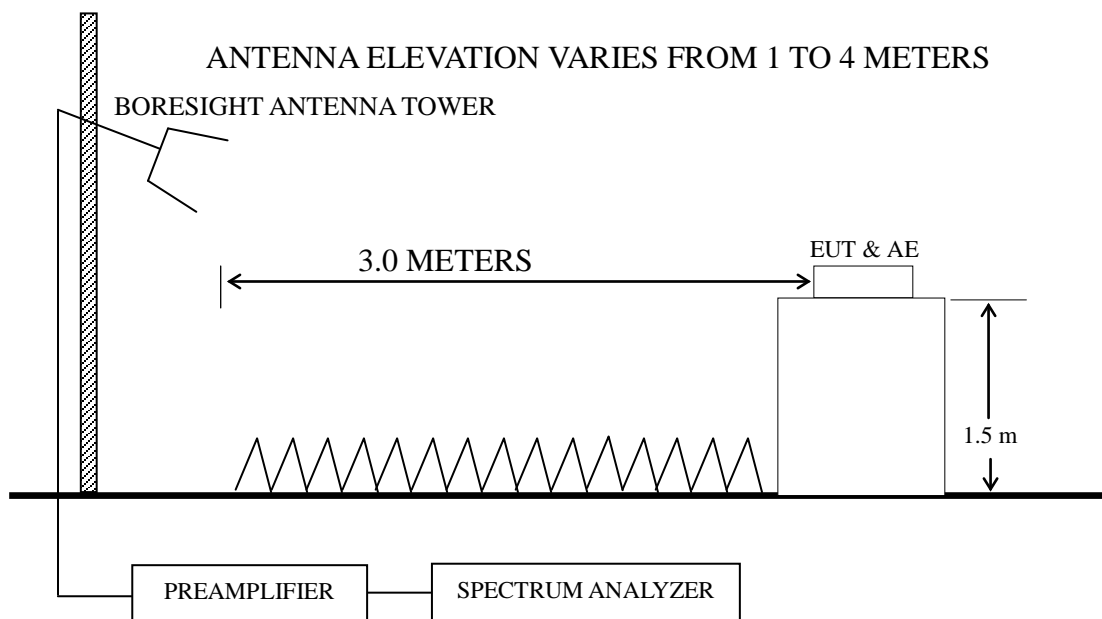 ANTENNA ELEVATION VARIES FROM 1 TO 4 METERS
BORESIGHT ANTENNA TOWER
EUT & AE
3.0 METERS
1.5 m
PREAMPLIFIER
SPECTRUM ANALYZER